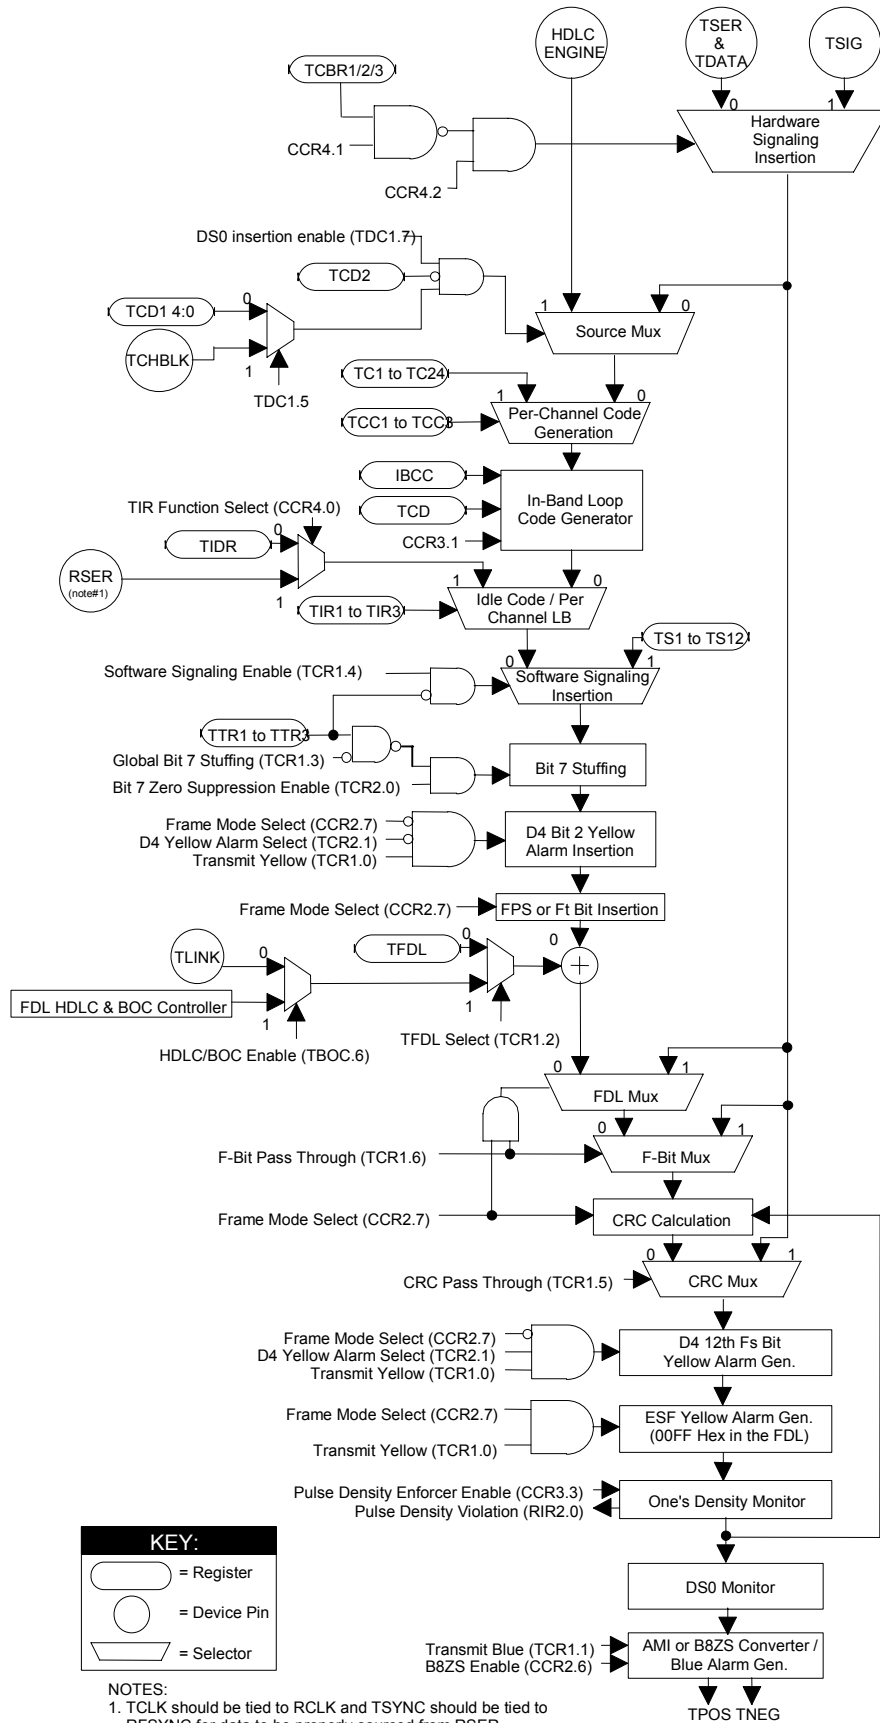 HDLC
ENGINE
TSER
&
TDATA
TSIG
TCBR1/2/3
0
1
Hardware
Signaling
Insertion
CCR4.1
CCR4.2
DS0 insertion enable (TDC1.7)
TCD2
TCD1 4:0
0
1
0
Source Mux
TCHBLK
1
TDC1.5
TC1 to TC24
1
0
TCC1 to TCC3
Per-Channel Code
Generation
IBCC
TCD
CCR3.1
In-Band Loop
Code Generator
TIR Function Select (CCR4.0)
0
TIDR
RSER
(note#1)
1
1
0
TIR1 to TIR3
Idle Code / Per
Channel LB
TS1 to TS12
0
1
Software Signaling Enable (TCR1.4)
Software Signaling
Insertion
TTR1 to TTR3
Global Bit 7 Stuffing (TCR1.3)
Bit 7 Zero Suppression Enable (TCR2.0)
Bit 7 Stuffing
Frame Mode Select (CCR2.7)
D4 Yellow Alarm Select (TCR2.1)
Transmit Yellow (TCR1.0)
D4 Bit 2 Yellow
Alarm Insertion
Frame Mode Select (CCR2.7)
FPS or Ft Bit Insertion
0
0
TLINK
0
TFDL
+
FDL HDLC & BOC Controller
1
1
HDLC/BOC Enable (TBOC.6)
TFDL Select (TCR1.2)
0
1
FDL Mux
0
1
F-Bit Pass Through (TCR1.6)
F-Bit Mux
Frame Mode Select (CCR2.7)
CRC Calculation
0
1
CRC Pass Through (TCR1.5)
CRC Mux
Frame Mode Select (CCR2.7)
D4 Yellow Alarm Select (TCR2.1)
Transmit Yellow (TCR1.0)
D4 12th Fs Bit
Yellow Alarm Gen.
Frame Mode Select (CCR2.7)
Transmit Yellow (TCR1.0)
ESF Yellow Alarm Gen.
(00FF Hex in the FDL)
Pulse Density Enforcer Enable (CCR3.3)
Pulse Density Violation (RIR2.0)
One's Density Monitor
KEY:
= Register
= Device Pin
= Selector
DS0 Monitor
Transmit Blue (TCR1.1)
B8ZS Enable (CCR2.6)
AMI or B8ZS Converter /
Blue Alarm Gen.
TPOS TNEG
NOTES:
1. TCLK should be tied to RCLK and TSYNC should be tied to
RFSYNC for data to be properly sourced from RSER